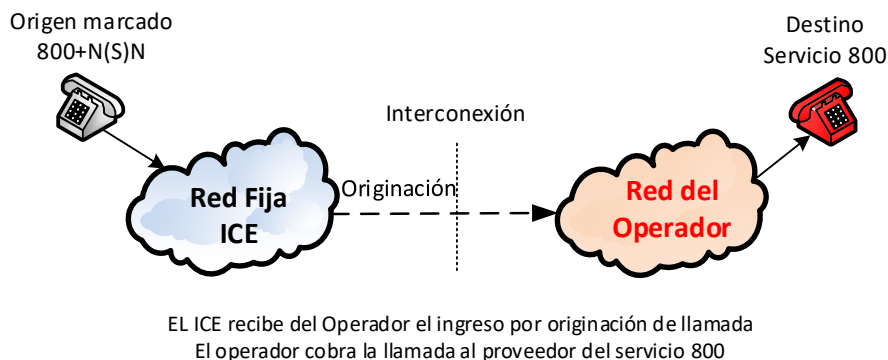 Origen marcado
800+N(S)N
Destino
Servicio 800
Interconexión
Originación
Red Fija
ICE
Red del
Operador
EL ICE recibe del Operador el ingreso por originación de llamada
El operador cobra la llamada al proveedor del servicio 800